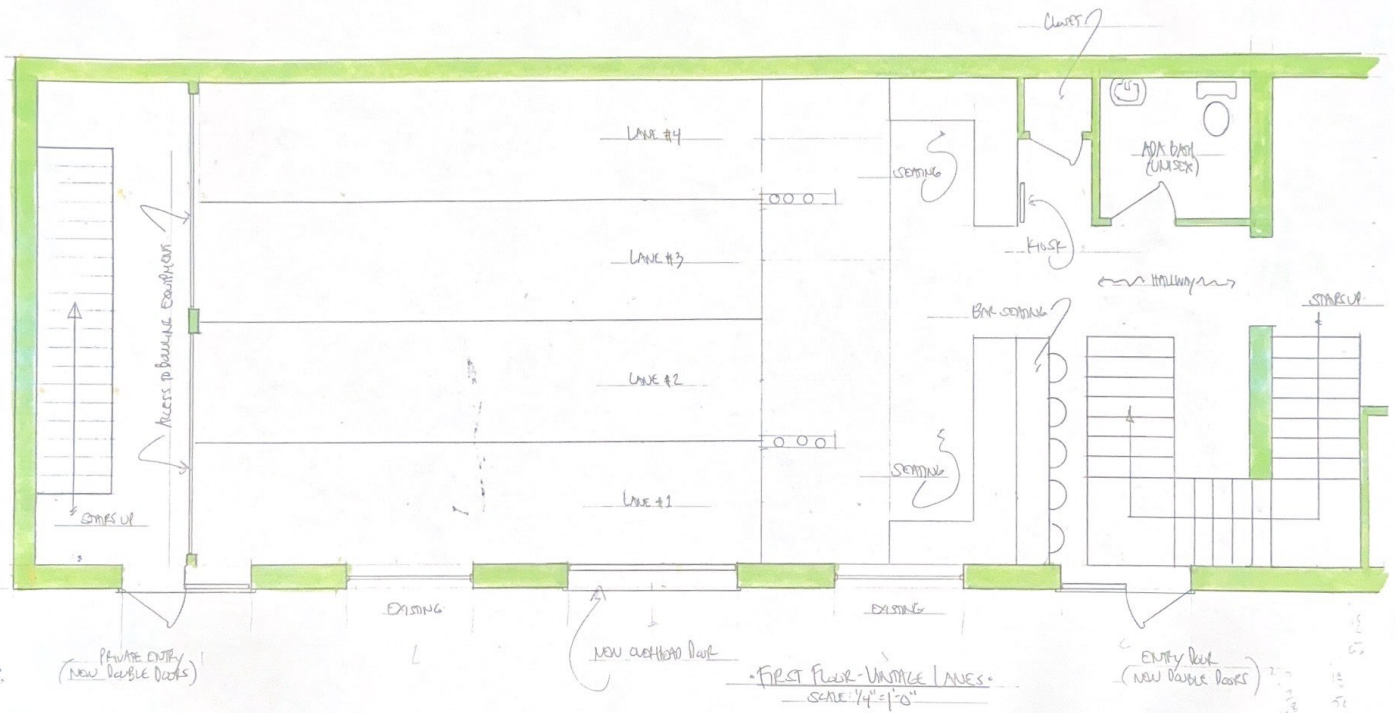 CLOSET
LANE #4
SEATING
ADA BATH
(UNISEX)
LANE #3
KIOSK
HALLWAY
ACCESS TO BOWLING EQUIPMENT
BAR SEATING
STAIRS UP
LANE #2
SEATING
LANE #1
STAIRS UP
EXISTING
EXISTING
PRIVATE ENTRY
(NEW DOUBLE DOORS)
NEW OVERHEAD DOOR
ENTRY DOOR
(NEW DOUBLE DOORS)
·FIRST FLOOR-VINTAGE LANES·
SCALE: 1/4"=1'-0"